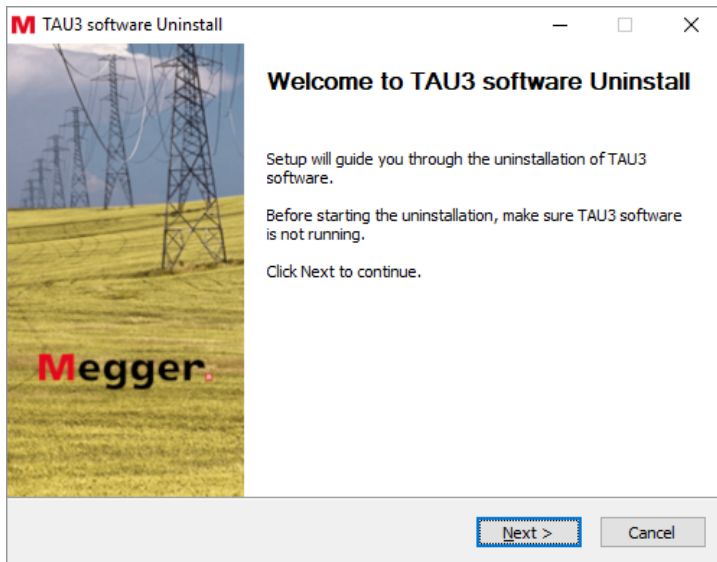 TAU3 software Uninstall
Welcome to TAU3 software Uninstall
Setup will guide you through the uninstallation of TAU3
software.
Before starting the uninstallation, make sure TAU3 software
is not running.
Click Next to continue.
Megger.
Next >
Cancel